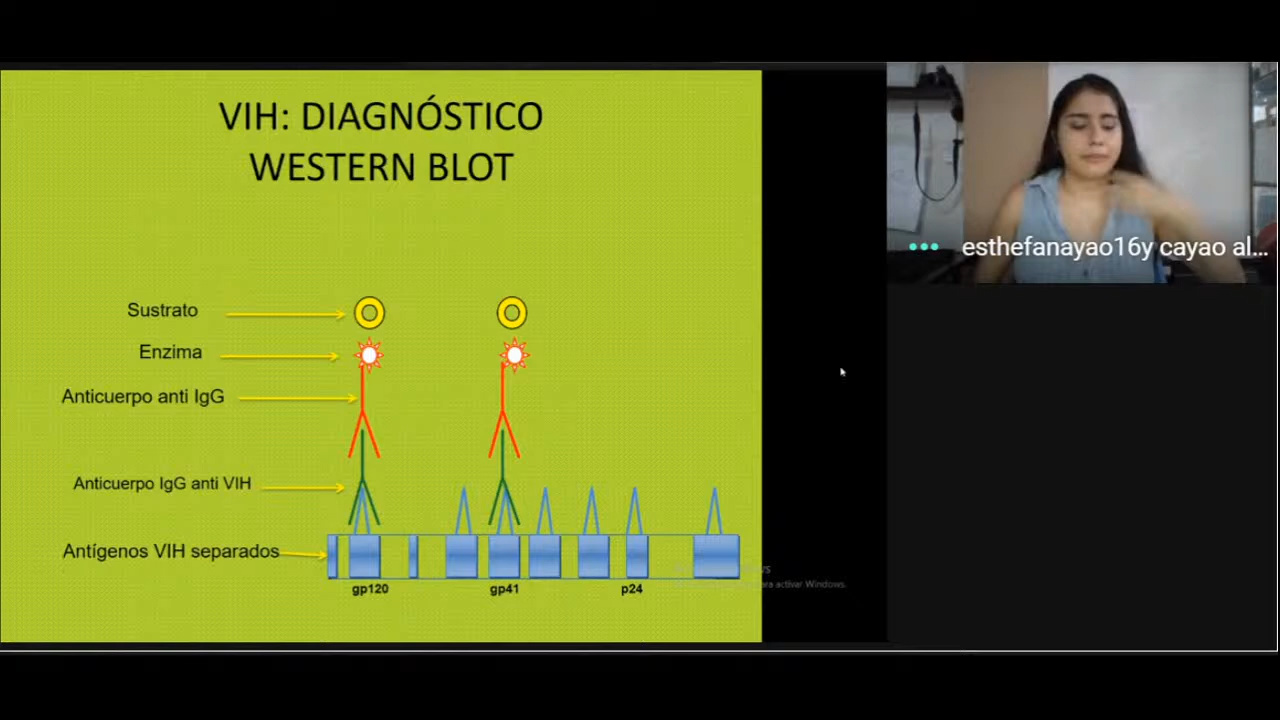 VIH: DIAGNÓSTICO
WESTERN BLOT
Sustrato
Enzima
Anticuerpo anti IgG
Anticuerpo IgG anti VIH
Antígenos VIH separados
gp120
gp41
p24
para activar Windows.
esthefanayao16y cayao al...